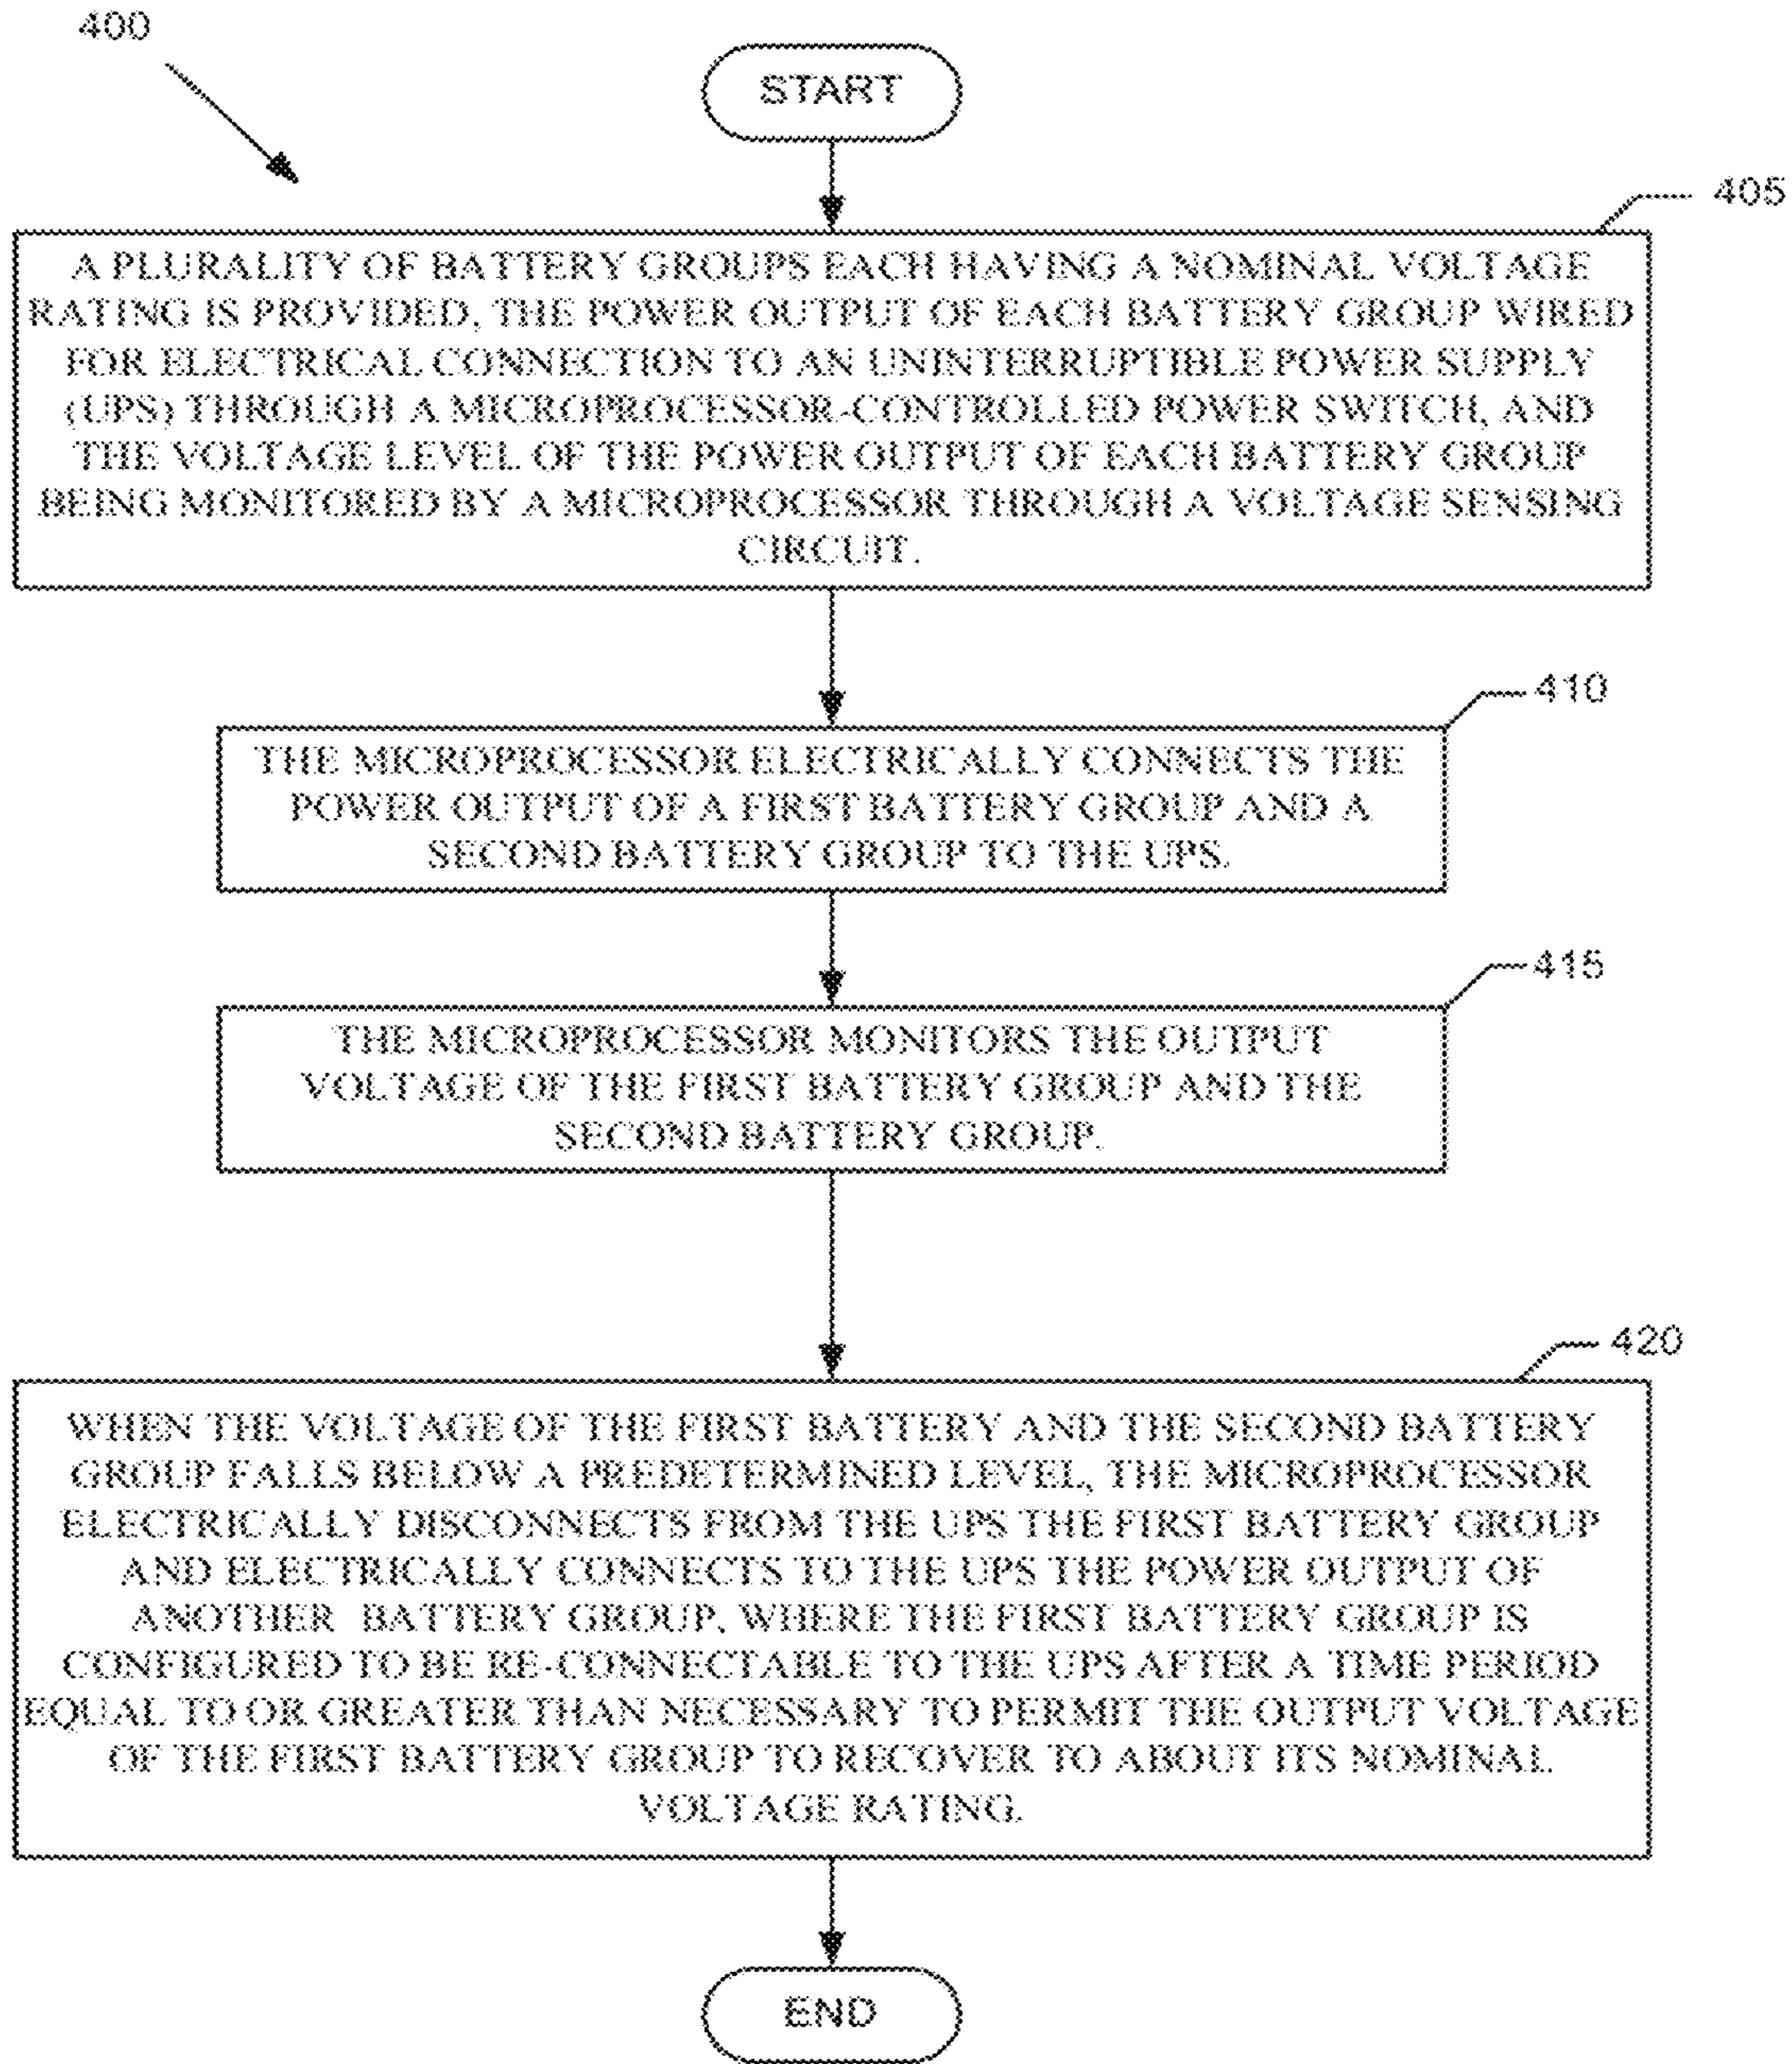 400
START
405
A PLURALITY OF BATTERY GROUPS EACH HAVING A NOMINAL VOLTAGE
RATING IS PROVIDED, THE POWER OUTPUT OF EACH BATTERY GROUP WIRED
FOR ELECTRICAL CONNECTION TO AN UNINTERRUPTIBLE POWER SUPPLY
(UPS) THROUGH A MICROPROCESSOR-CONTROLLED POWER SWITCH, AND
THE VOLTAGE LEVEL OF THE POWER OUTPUT OF EACH BATTERY GROUP
BEING MONITORED BY A MICROPROCESSOR THROUGH A VOLTAGE SENSING
CIRCUIT.
410
THE MICROPROCESSOR ELECTRICALLY CONNECTS THE
POWER OUTPUT OF A FIRST BATTERY GROUP AND A
SECOND BATTERY GROUP TO THE UPS.
415
THE MICROPROCESSOR MONITORS THE OUTPUT
VOLTAGE OF THE FIRST BATTERY GROUP AND THE
SECOND BATTERY GROUP.
420
WHEN THE VOLTAGE OF THE FIRST BATTERY AND THE SECOND BATTERY
GROUP FALLS BELOW A PREDETERMINED LEVEL, THE MICROPROCESSOR
ELECTRICALLY DISCONNECTS FROM THE UPS THE FIRST BATTERY GROUP
AND ELECTRICALLY CONNECTS TO THE UPS THE POWER OUTPUT OF
ANOTHER BATTERY GROUP, WHERE THE FIRST BATTERY GROUP IS
CONFIGURED TO BE RE-CONNECTABLE TO THE UPS AFTER A TIME PERIOD
EQUAL TO OR GREATER THAN NECESSARY TO PERMIT THE OUTPUT VOLTAGE
OF THE FIRST BATTERY GROUP TO RECOVER TO ABOUT ITS NOMINAL
VOLTAGE RATING.
END